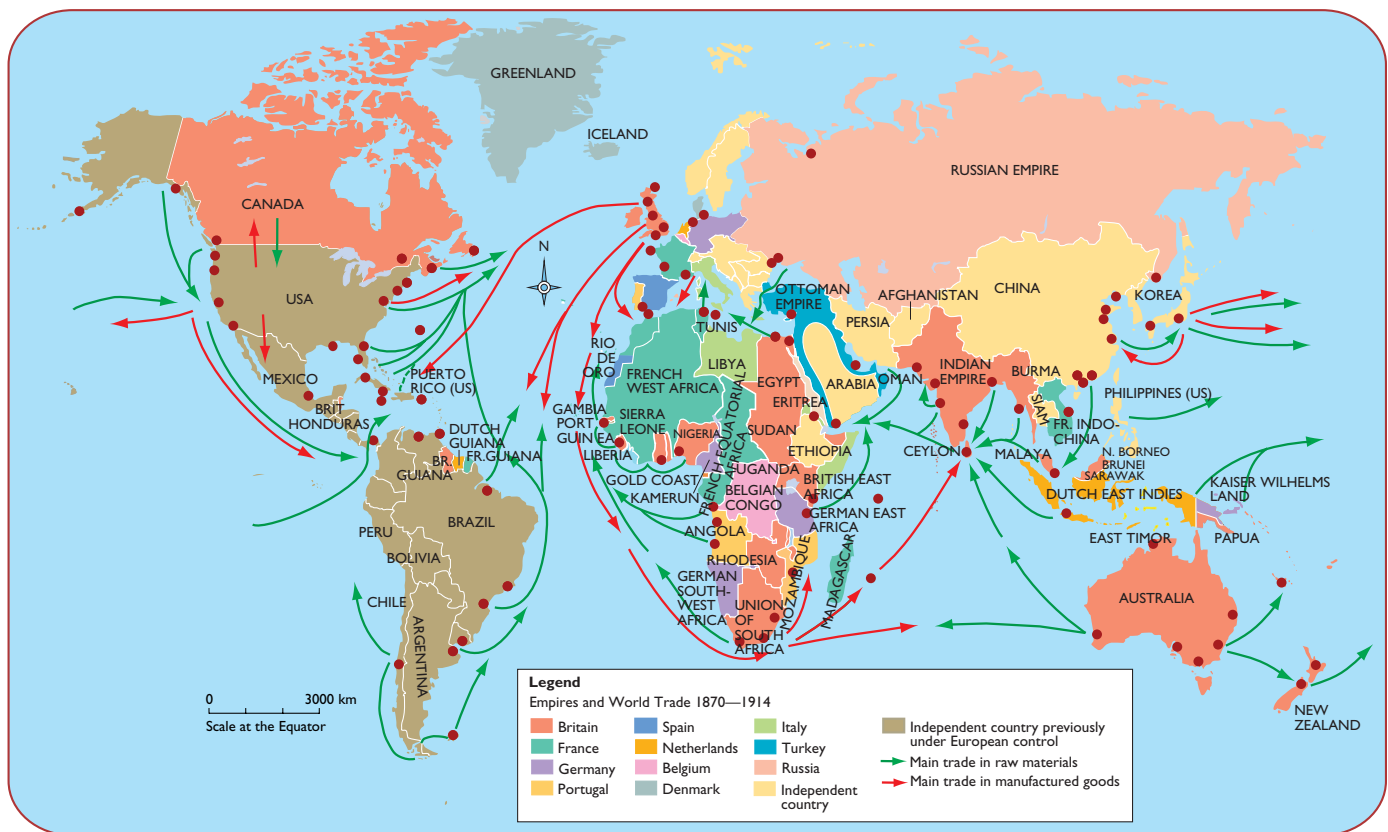 GREENLAND
ICELAND
RUSSIAN EMPIRE
CANADA
N
USA
OTTOMAN
EMPIRE
AFGHANISTAN
CHINA
KOREA
PERSIA
TUNIS
RIO
DE
ORO
LIBYA
MEXICO
PUERTO
RICO (US)
FRENCH
WEST AFRICA
EGYPT
ARABIA
OMAN
INDIAN
EMPIRE
BURMA
PHILIPPINES (US)
BRIT
HONDURAS
GAMBIA
PORT
GUIN EA
SIERRA
LEONE
LIBERIA
NIGERIA
FRENCH EQUATORIAL
AFRICA
ERITREA
SUDAN
SIAM
FR. INDO-
CHINA
DUTCH
GUIANA
BR.
GUIANA
FR.GUIANA
ETHIOPIA
CEYLON
MALAYA
N. BORNEO
BRUNEI
SARAWAK
GOLD COAST
KAMERUN
UGANDA
BELGIAN
CONGO
BRITISH EAST
AFRICA
GERMAN EAST
AFRICA
DUTCH EAST INDIES
KAISER WILHELMS
LAND
PERU
BRAZIL
ANGOLA
EAST TIMOR
PAPUA
BOLIVIA
RHODESIA
MOZAMBIQUE
MADAGASCAR
CHILE
GERMAN
SOUTH-
WEST
AFRICA
UNION
OF
SOUTH
AFRICA
AUSTRALIA
ARGENTINA
NEW
ZEALAND
0 3000 km
Scale at the Equator
Legend
Empires and World Trade 1870—1914
Britain
France
Germany
Portugal
Spain
Netherlands
Belgium
Denmark
Italy
Turkey
Russia
Independent
country
Independent country previously
under European control
Main trade in raw materials
Main trade in manufactured goods